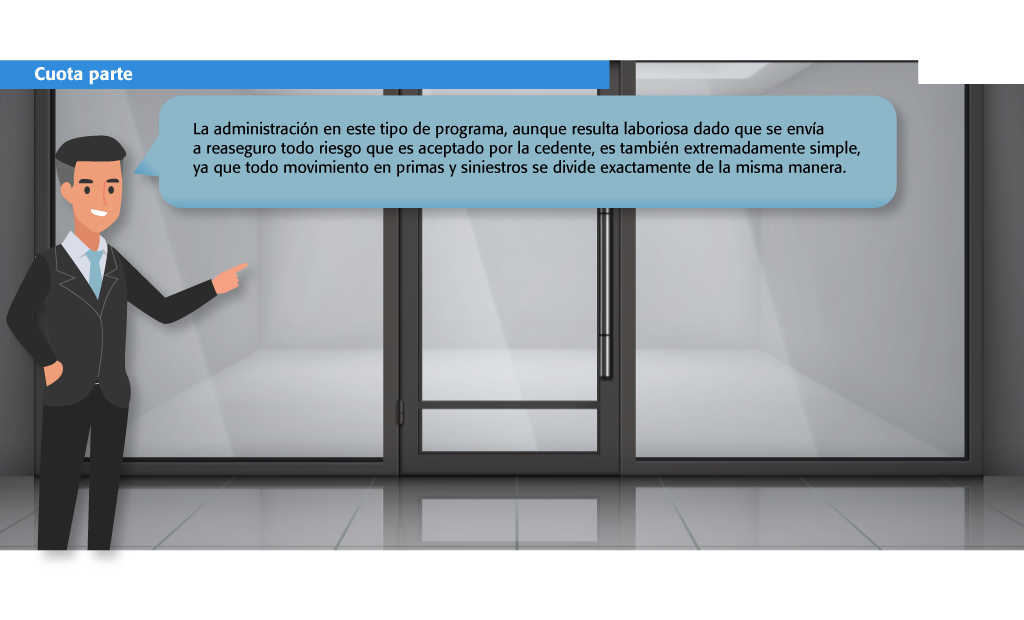 Cuota parte
La administración en este tipo de programa, aunque resulta laboriosa dado que se envía
a reaseguro todo riesgo que es aceptado por la cedente, es también extremadamente simple,
ya que todo movimiento en primas y siniestros se divide exactamente de la misma manera.